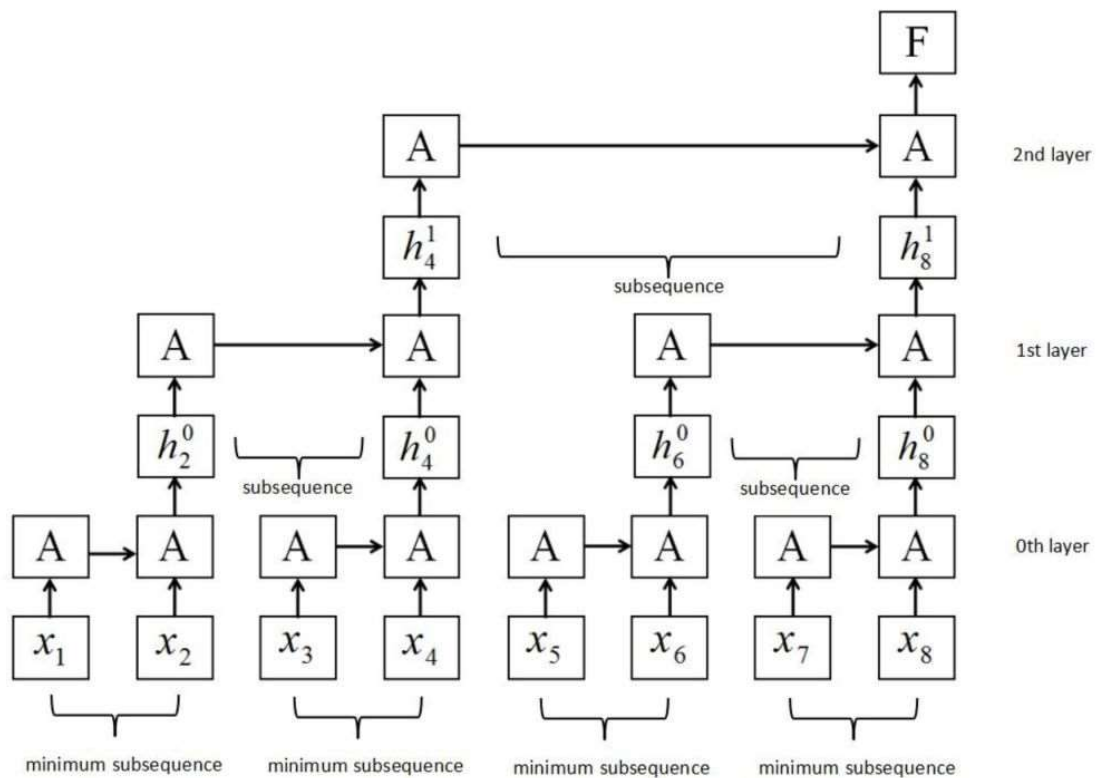 F
A A 2nd layer
h_4^1 h_8^1
subsequence
A A A A 1st layer
h_2^0 h_4^0 h_6^0 h_8^0
subsequence subsequence
A A A A A A A A 0th layer
x_1 x_2 x_3 x_4 x_5 x_6 x_7 x_8
minimum subsequence minimum subsequence minimum subsequence minimum subsequence